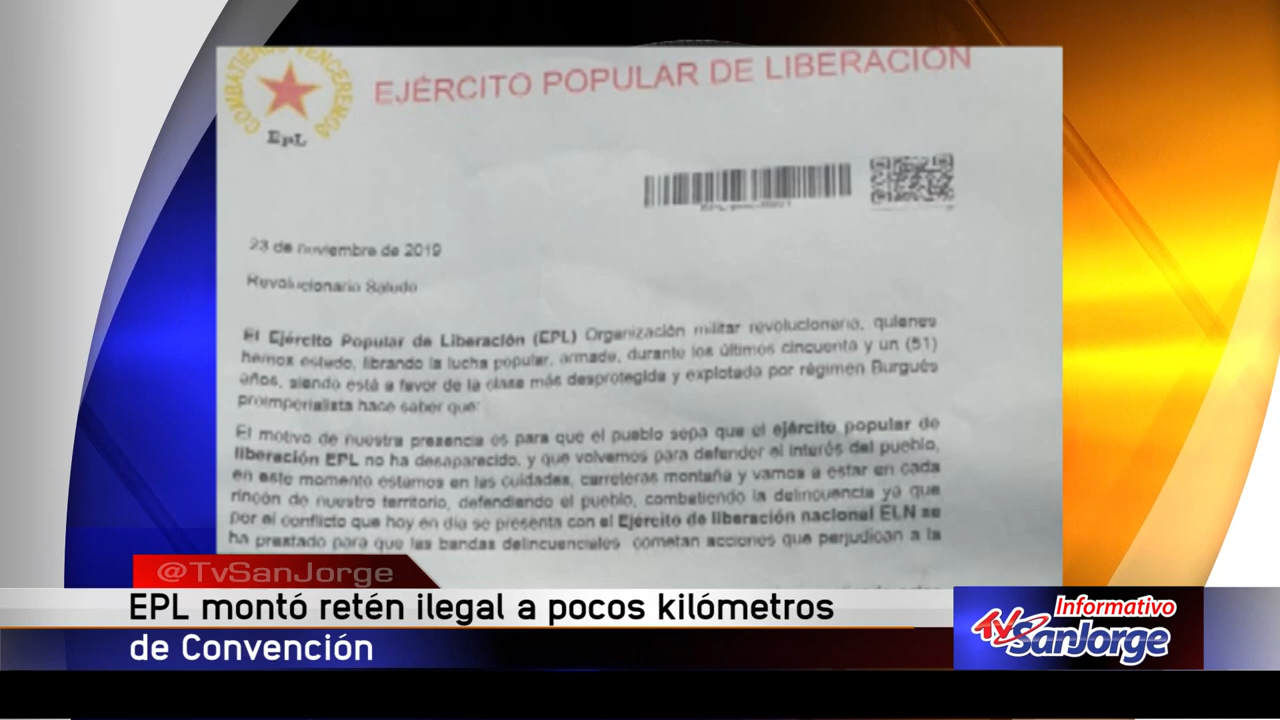 COMBATIENDO VENCEREMOS
EPL
EJÉRCITO POPULAR DE LIBERACIÓN
23 de noviembre de 2019
Revolucionario Saludo
El Ejército Popular de Liberación (EPL) Organización militar revolucionaria, quienes
hemos estado, librando la lucha popular, armada, durante los últimos cincuenta y un (51)
años, siendo está a favor de la clase más desprotegida y explotada por régimen Burgués
proimperialista hace saber que:
El motivo de nuestra presencia es para que el pueblo sepa que el ejército popular de
liberación EPL no ha desaparecido, y que volvemos para defender el interés del pueblo,
en este momento estamos en las cuidades, carreteras montaña y vamos a estar en cada
rincón de nuestro territorio, defendiendo el pueblo, combatiendo la delincuencia ya que
por el conflicto que hoy en día se presenta con el Ejército de liberación nacional ELN se
ha prestado para que las bandas delincuenciales cometan acciones que perjudican a la
@TvSanJorge
EPL montó retén ilegal a pocos kilómetros
de Convención
Informativo
TV SanJorge